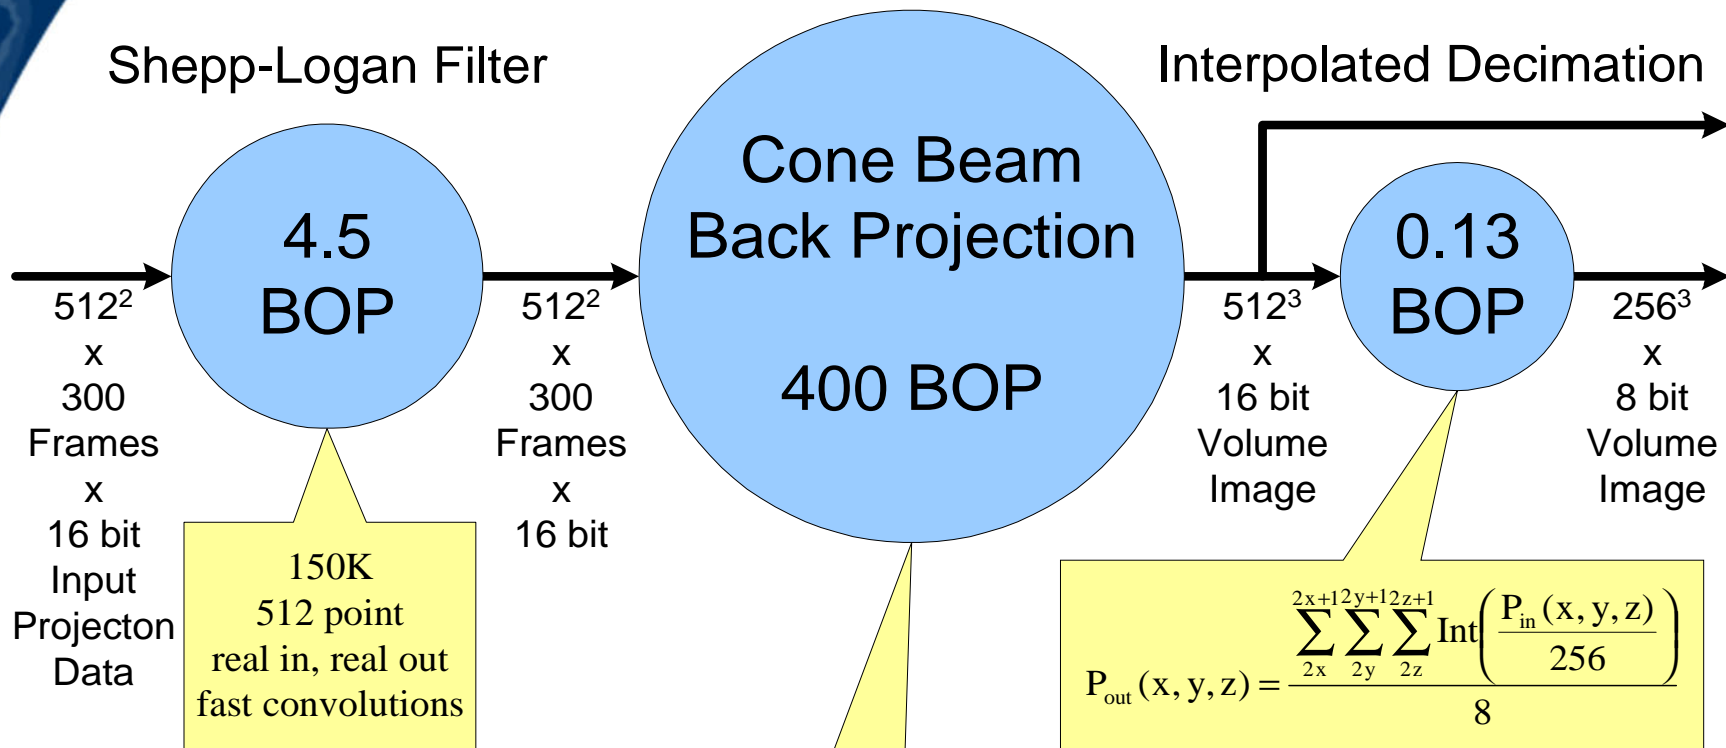 Shepp-Logan Filter
Interpolated Decimation
512²
x
300
Frames
x
16 bit
Input
Projecton
Data
4.5
BOP
512²
x
300
Frames
x
16 bit
Cone Beam
Back Projection
400 BOP
512³
x
16 bit
Volume
Image
0.13
BOP
256³
x
8 bit
Volume
Image
150K
512 point
real in, real out
fast convolutions
P_out(x, y, z) = (∑_{2x}^{2x+1} ∑_{2y}^{2y+1} ∑_{2z}^{2z+1} Int(P_in(x, y, z) / 256)) / 8